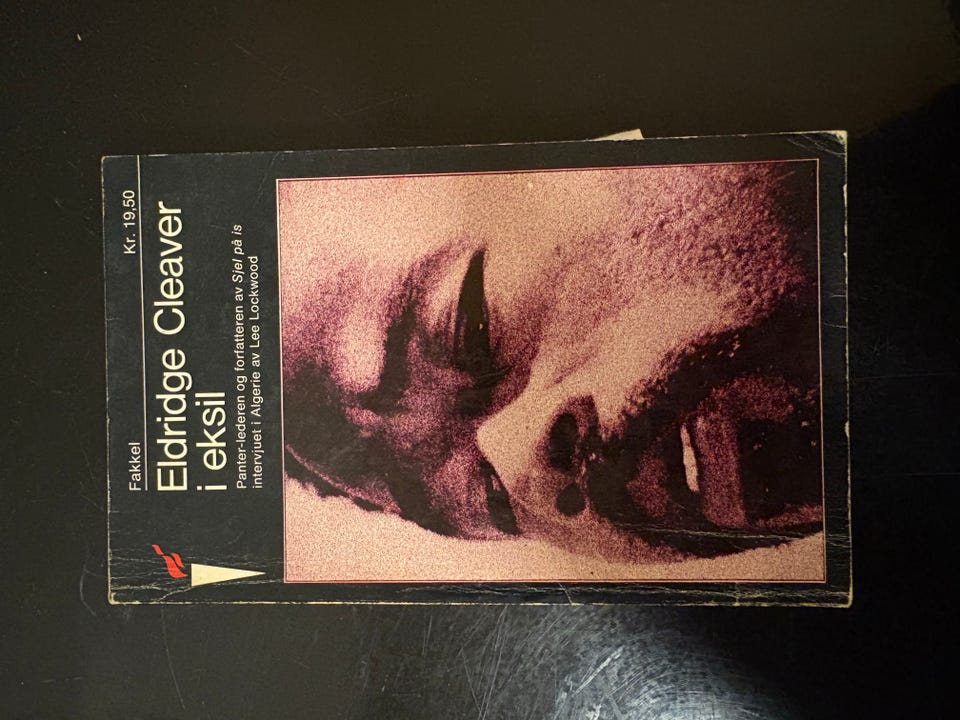 Fakkel Kr. 19,50
Eldridge Cleaver
i eksil
Panter-lederen og forfatteren av Sjel på is
intervjuet i Algerie av Lee Lockwood